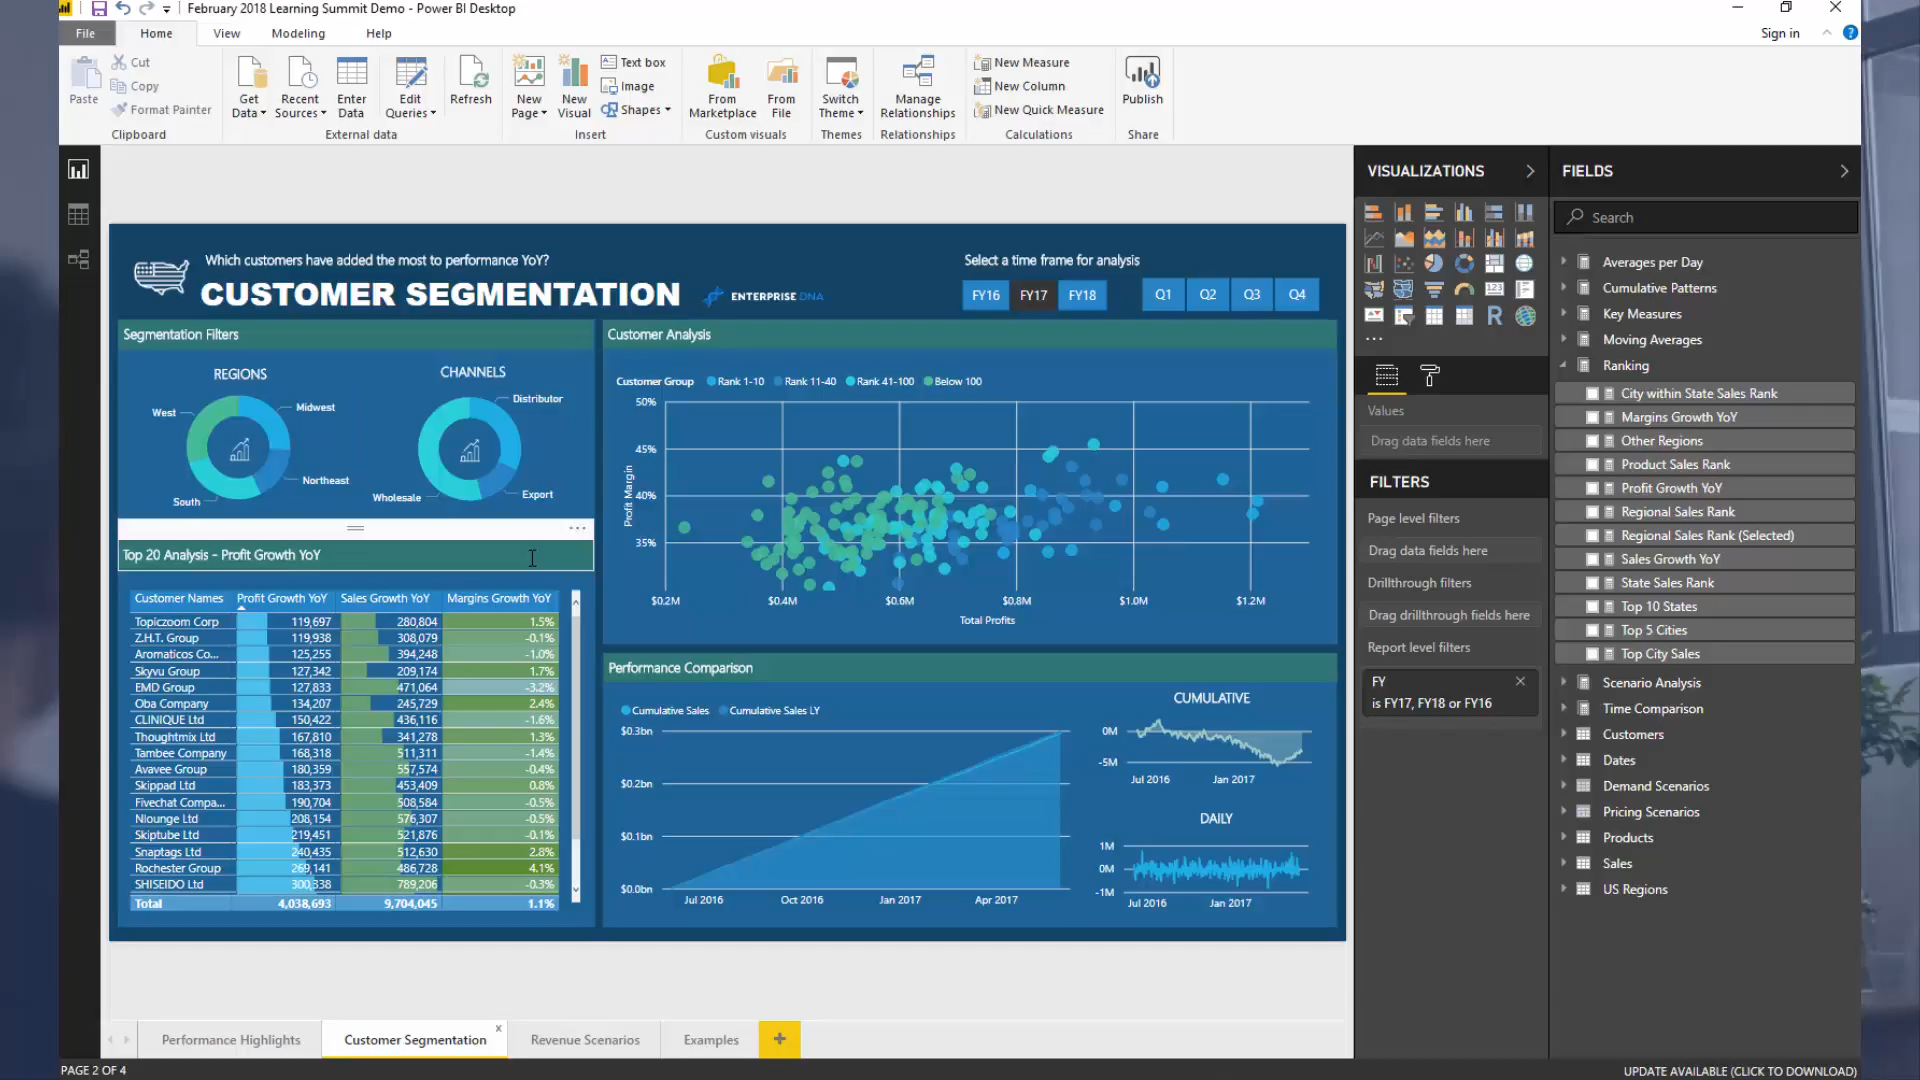 February 2018 Learning Summit Demo - Power BI Desktop
File Home View Modeling Help Sign in
Paste Cut Copy Format Painter Clipboard
Get Data Recent Sources Enter Data Edit Queries Refresh External data
New Page New Visual Text box Image Shapes Insert
From Marketplace From File Custom visuals
Switch Theme Themes
Manage Relationships Relationships
New Measure New Column New Quick Measure Calculations
Publish Share
Which customers have added the most to performance YoY?
CUSTOMER SEGMENTATION
ENTERPRISE DNA
Select a time frame for analysis
FY16 FY17 FY18 Q1 Q2 Q3 Q4
Segmentation Filters
REGIONS
West Midwest
South Northeast
CHANNELS
Distributor
Wholesale Export
Top 20 Analysis - Profit Growth YoY
Customer Names Profit Growth YoY Sales Growth YoY Margins Growth YoY
Topiczoom Corp 119,697 280,804 1.5%
Z.H.T. Group 119,938 308,079 -0.1%
Aromaticos Co... 125,255 394,248 -1.0%
Skyvu Group 127,342 209,174 1.7%
EMD Group 127,833 471,064 -3.2%
Oba Company 134,207 245,729 2.4%
CLINIQUE Ltd 150,422 436,116 -1.6%
Thoughtmix Ltd 167,810 341,278 1.3%
Tambee Company 168,318 511,311 -1.4%
Avavee Group 180,359 557,574 -0.4%
Skippad Ltd 183,373 453,409 0.8%
Fivechat Compa... 190,704 508,584 -0.5%
Nlounge Ltd 208,154 576,307 -0.5%
Skiptube Ltd 219,451 521,876 -0.1%
Snaptags Ltd 240,435 512,630 2.8%
Rochester Group 269,141 486,728 4.1%
SHISEIDO Ltd 300,338 789,206 -0.3%
Total 4,038,693 9,704,045 1.1%
Customer Analysis
Customer Group Rank 1-10 Rank 11-40 Rank 41-100 Below 100
Profit Margin
50%
45%
40%
35%
$0.2M $0.4M $0.6M $0.8M $1.0M $1.2M
Total Profits
Performance Comparison
Cumulative Sales Cumulative Sales LY
$0.3bn
$0.2bn
$0.1bn
$0.0bn
Jul 2016 Oct 2016 Jan 2017 Apr 2017
CUMULATIVE
0M
-5M
Jul 2016 Jan 2017
DAILY
1M
0M
-1M
Jul 2016 Jan 2017
VISUALIZATIONS
R
123
Values
Drag data fields here
FILTERS
Page level filters
Drag data fields here
Drillthrough filters
Drag drillthrough fields here
Report level filters
FY
is FY17, FY18 or FY16
FIELDS
Search
Averages per Day
Cumulative Patterns
Key Measures
Moving Averages
Ranking
City within State Sales Rank
Margins Growth YoY
Other Regions
Product Sales Rank
Profit Growth YoY
Regional Sales Rank
Regional Sales Rank (Selected)
Sales Growth YoY
State Sales Rank
Top 10 States
Top 5 Cities
Top City Sales
Scenario Analysis
Time Comparison
Customers
Dates
Demand Scenarios
Pricing Scenarios
Products
Sales
US Regions
Performance Highlights Customer Segmentation x Revenue Scenarios Examples +
PAGE 2 OF 4
UPDATE AVAILABLE (CLICK TO DOWNLOAD)